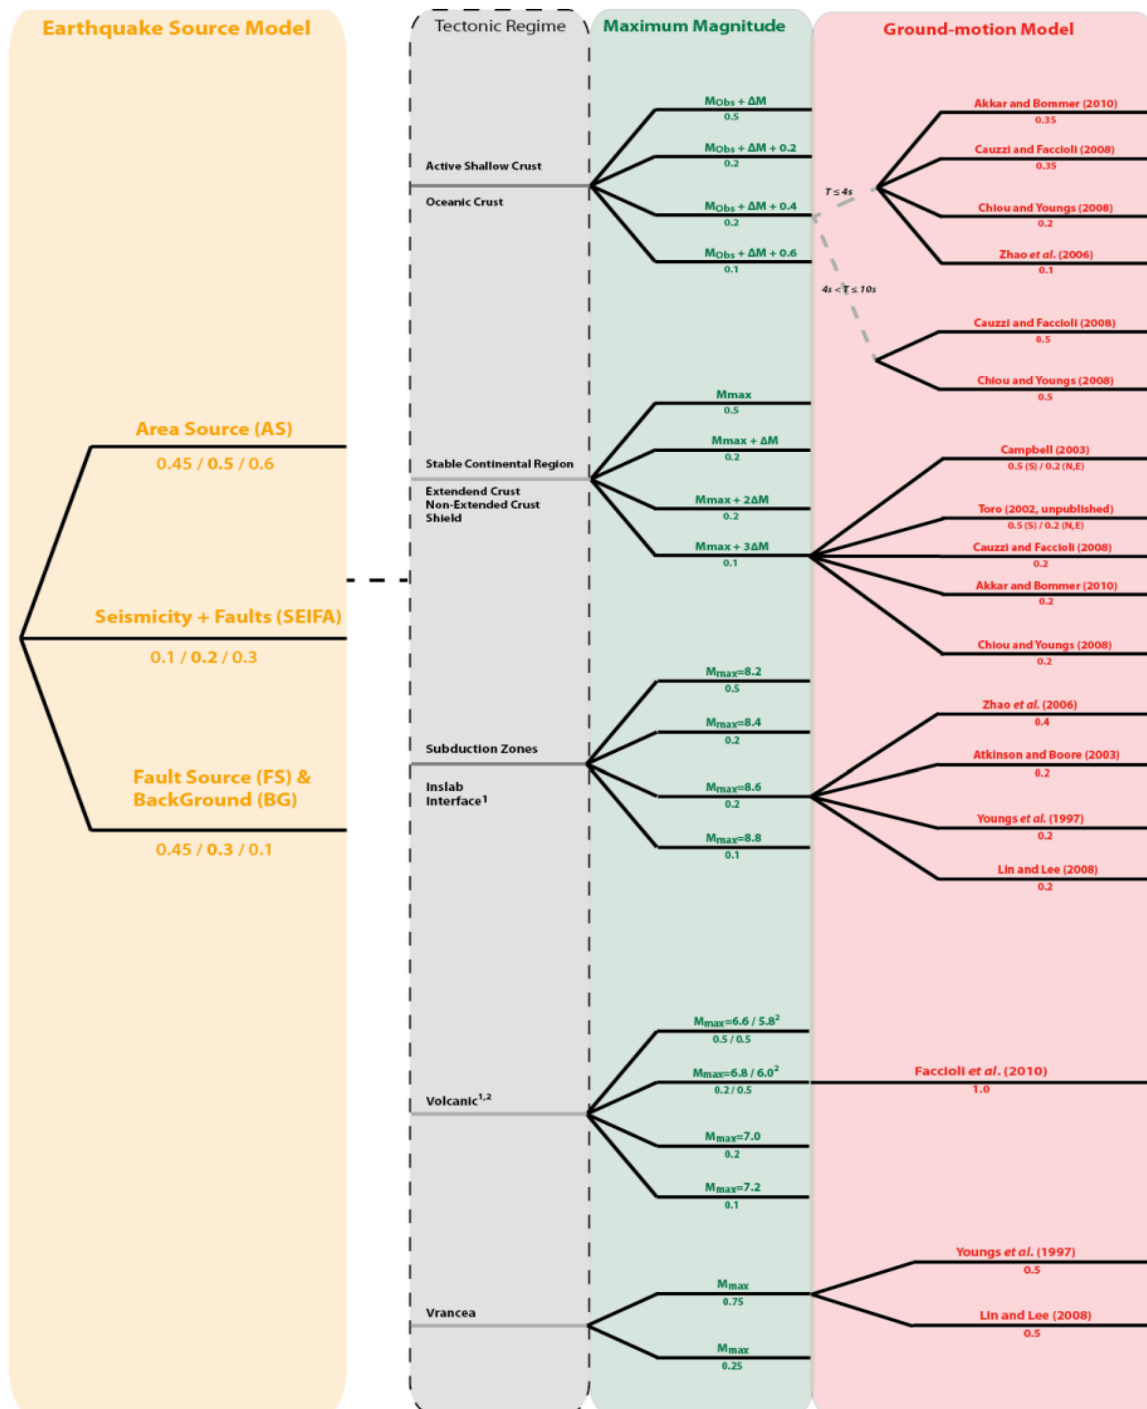 Earthquake Source Model
Area Source (AS)
0.45 / 0.5 / 0.6
Seismicity + Faults (SEIFA)
0.1 / 0.2 / 0.3
Fault Source (FS) &
BackGround (BG)
0.45 / 0.3 / 0.1
Tectonic Regime
Active Shallow Crust
Oceanic Crust
Stable Continental Region
Extendend Crust
Non-Extended Crust
Shield
Subduction Zones
Inslab
Interface¹
Volcanic¹,²
Vrancea
Maximum Magnitude
MObs + ΔM
0.5
MObs + ΔM + 0.2
0.2
MObs + ΔM + 0.4
0.2
MObs + ΔM + 0.6
0.1
Mmax
0.5
Mmax + ΔM
0.2
Mmax + 2ΔM
0.2
Mmax + 3ΔM
0.1
Mmax=8.2
0.5
Mmax=8.4
0.2
Mmax=8.6
0.2
Mmax=8.8
0.1
Mmax=6.6 / 5.8²
0.5 / 0.5
Mmax=6.8 / 6.0²
0.2 / 0.5
Mmax=7.0
0.2
Mmax=7.2
0.1
Mmax
0.75
Mmax
0.25
Ground-motion Model
T ≤ 4s
4s < T ≤ 10s
Akkar and Bommer (2010)
0.35
Cauzzi and Faccioli (2008)
0.35
Chiou and Youngs (2008)
0.2
Zhao et al. (2006)
0.1
Cauzzi and Faccioli (2008)
0.5
Chiou and Youngs (2008)
0.5
Campbell (2003)
0.5 (S) / 0.2 (N,E)
Toro (2002, unpublished)
0.5 (S) / 0.2 (N,E)
Cauzzi and Faccioli (2008)
0.2
Akkar and Bommer (2010)
0.2
Chiou and Youngs (2008)
0.2
Zhao et al. (2006)
0.4
Atkinson and Boore (2003)
0.2
Youngs et al. (1997)
0.2
Lin and Lee (2008)
0.2
Faccioli et al. (2010)
1.0
Youngs et al. (1997)
0.5
Lin and Lee (2008)
0.5